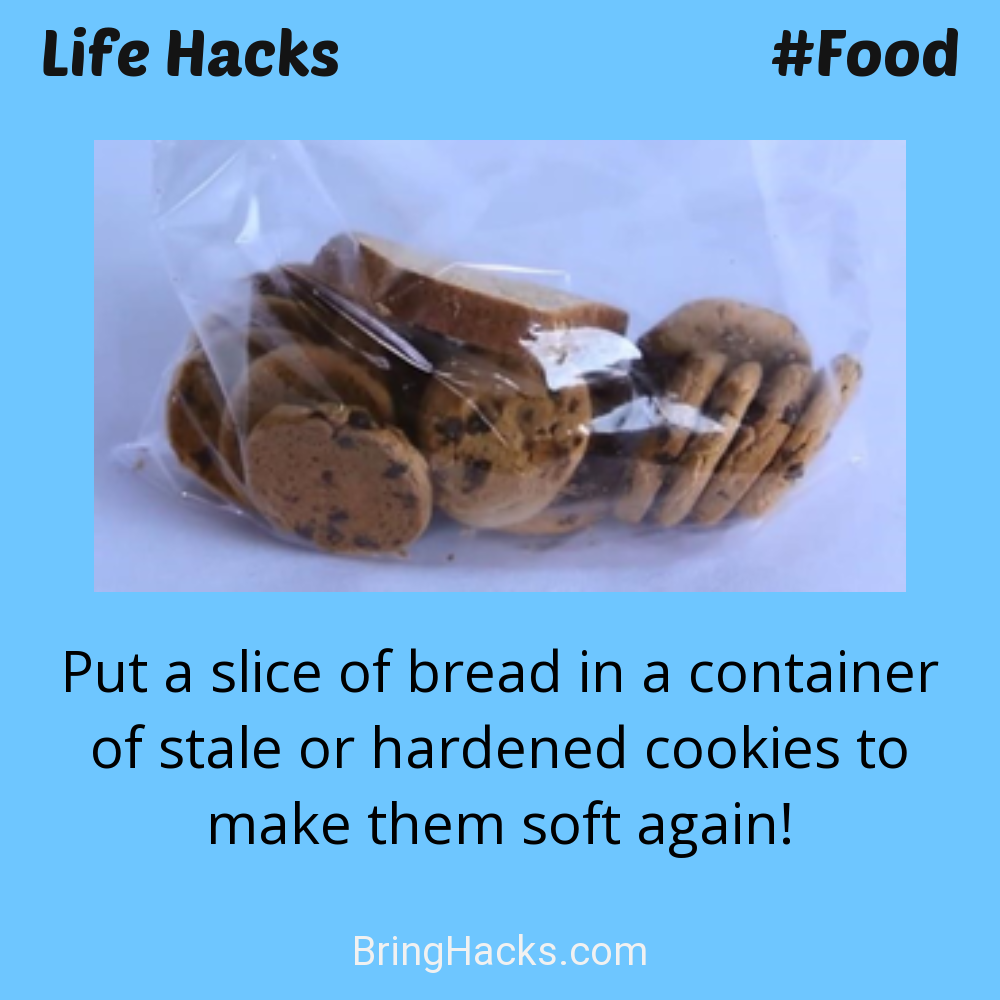 Life Hacks
#Food
Put a slice of bread in a container
of stale or hardened cookies to
make them soft again!
BringHacks.com